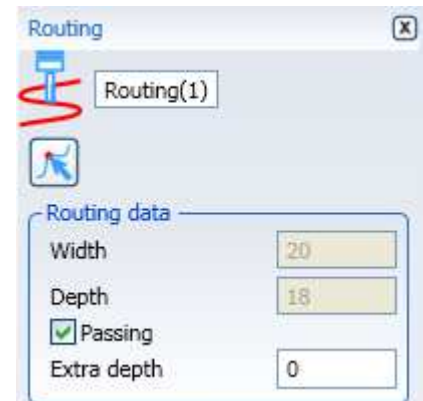 Routing
Routing(1)
Routing data
Width 20
Depth 18
Passing
Extra depth 0